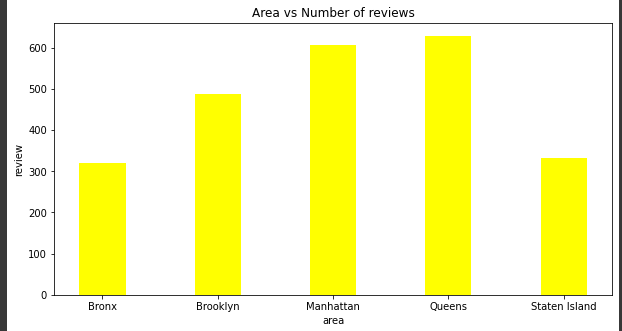 Area vs Number of reviews
600
500
400
300
200
100
0
review
Bronx Brooklyn Manhattan Queens Staten Island
area